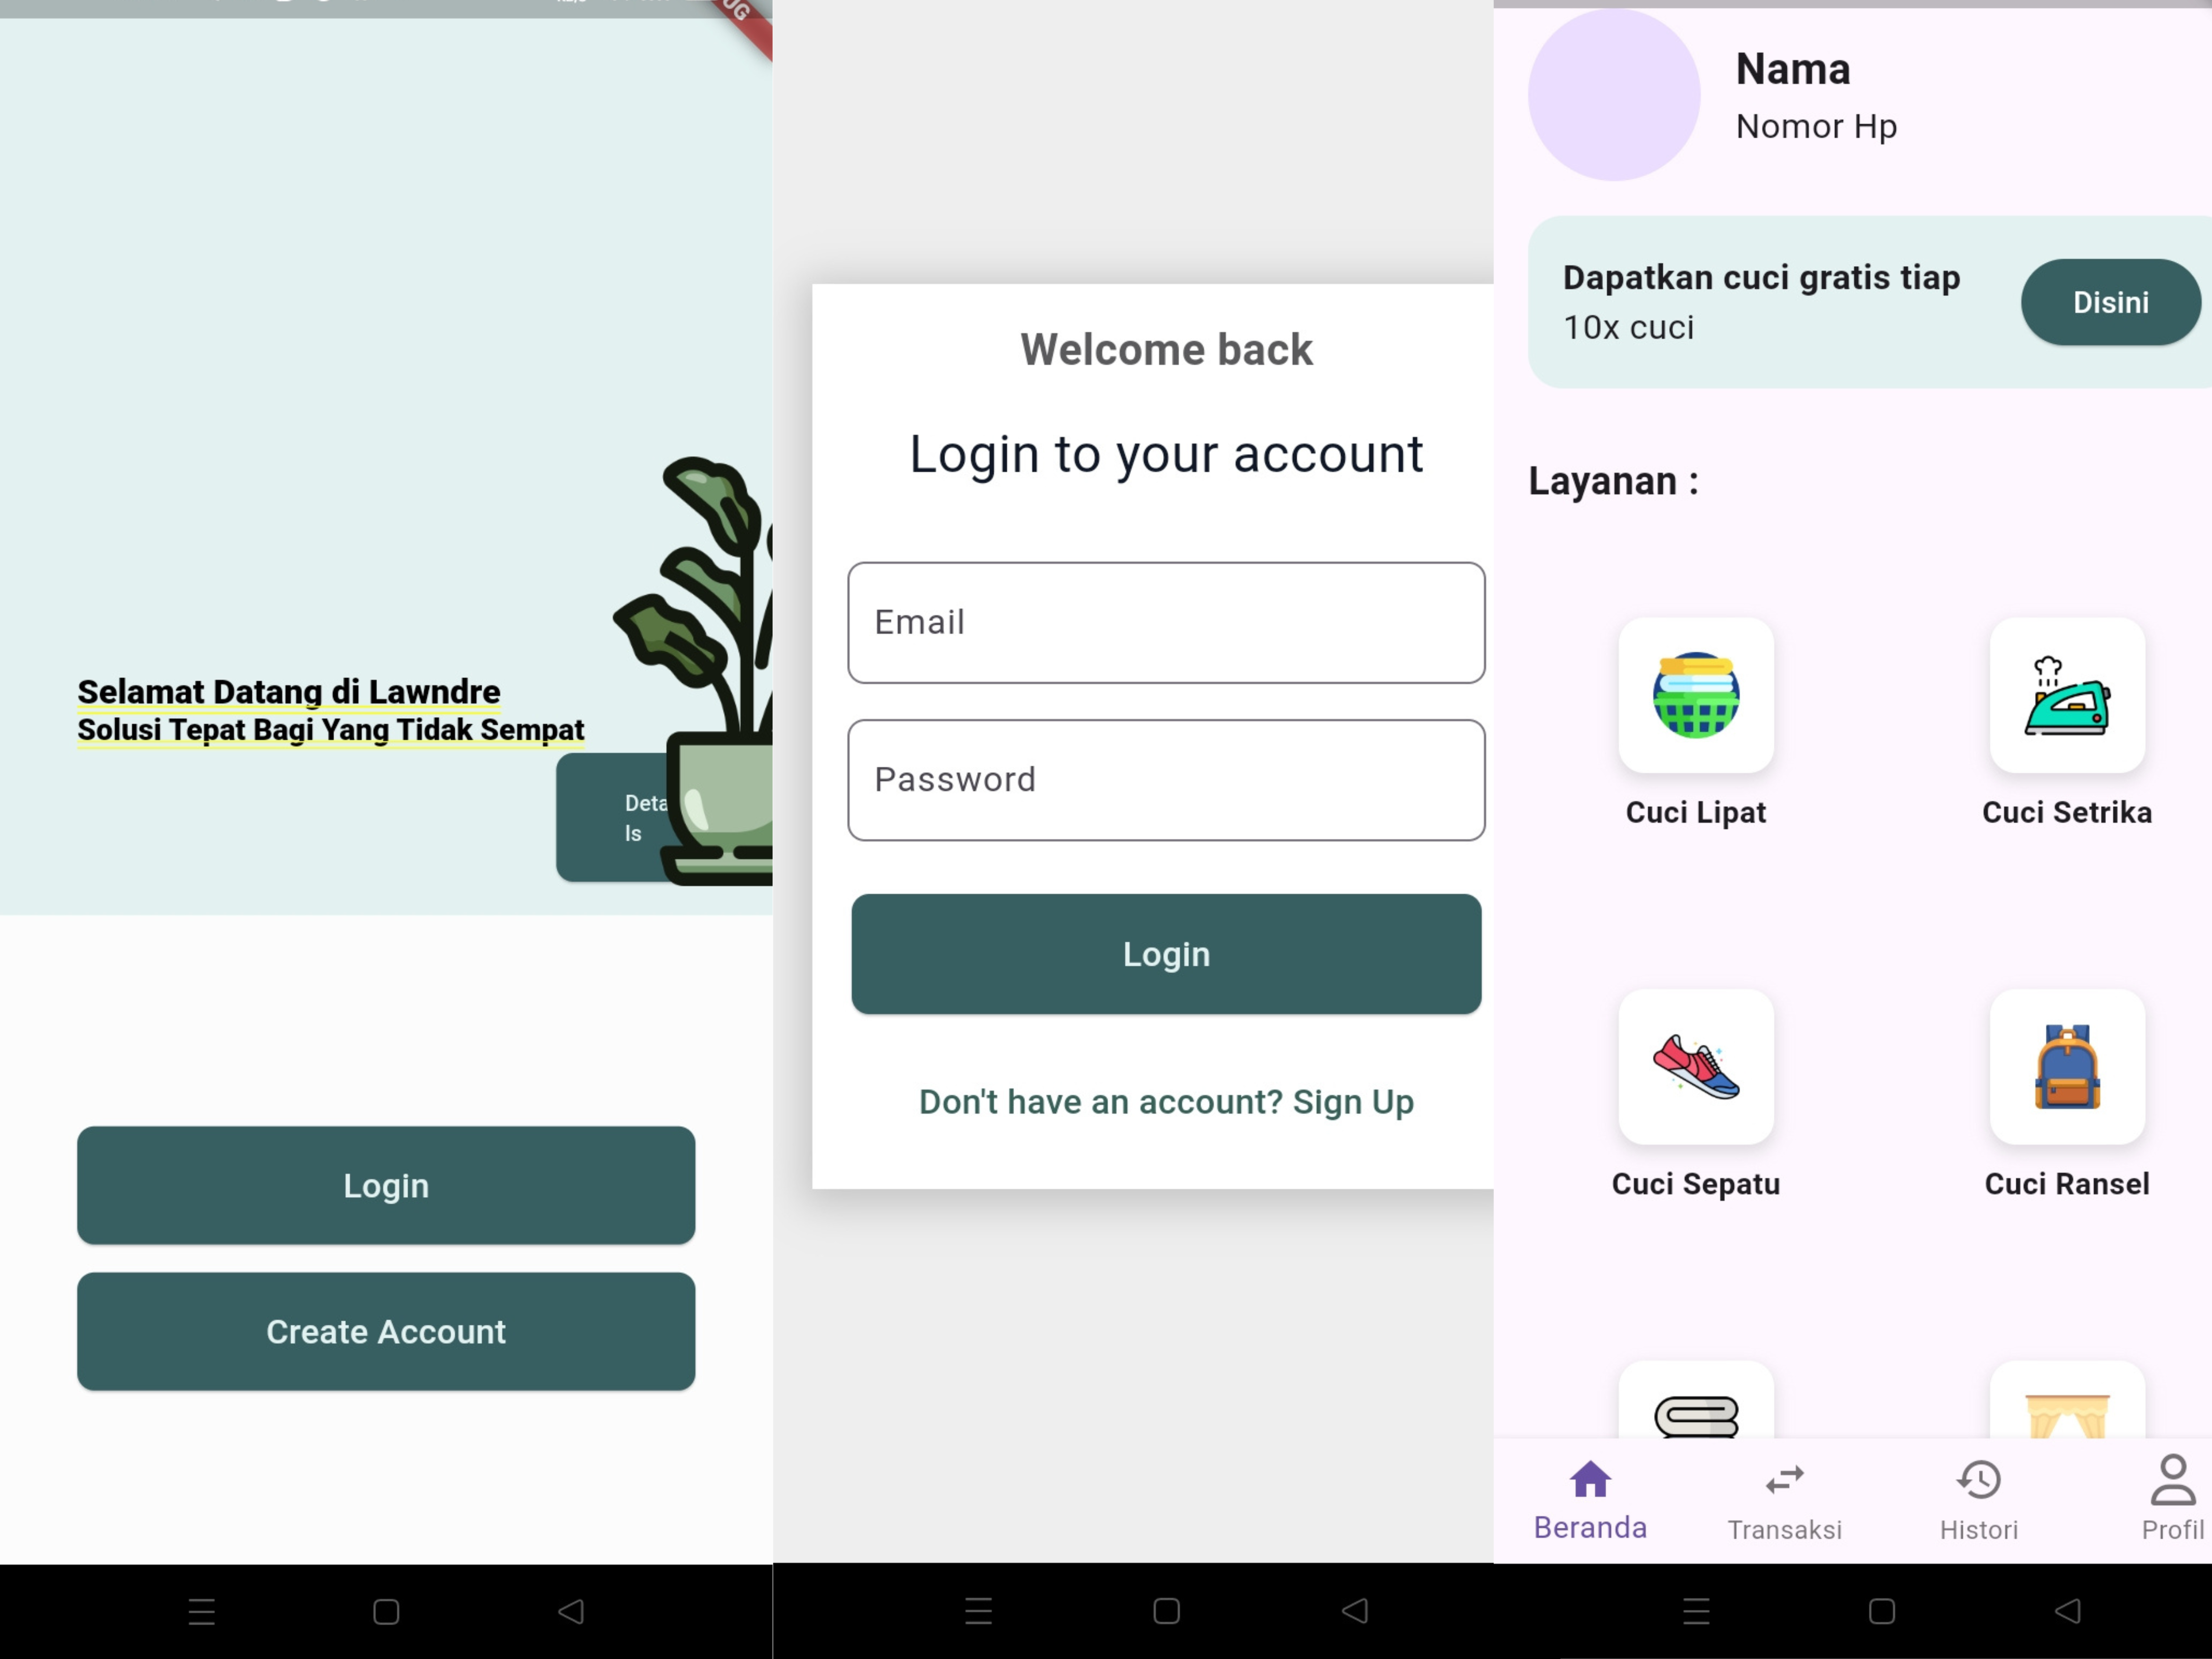 UG
Selamat Datang di Lawndre
Solusi Tepat Bagi Yang Tidak Sempat
Deta
ls
Login
Create Account
Welcome back
Login to your account
Email
Password
Login
Don't have an account? Sign Up
Nama
Nomor Hp
Dapatkan cuci gratis tiap
10x cuci
Disini
Layanan :
Cuci Lipat
Cuci Setrika
Cuci Sepatu
Cuci Ransel
Beranda
Transaksi
Histori
Profil